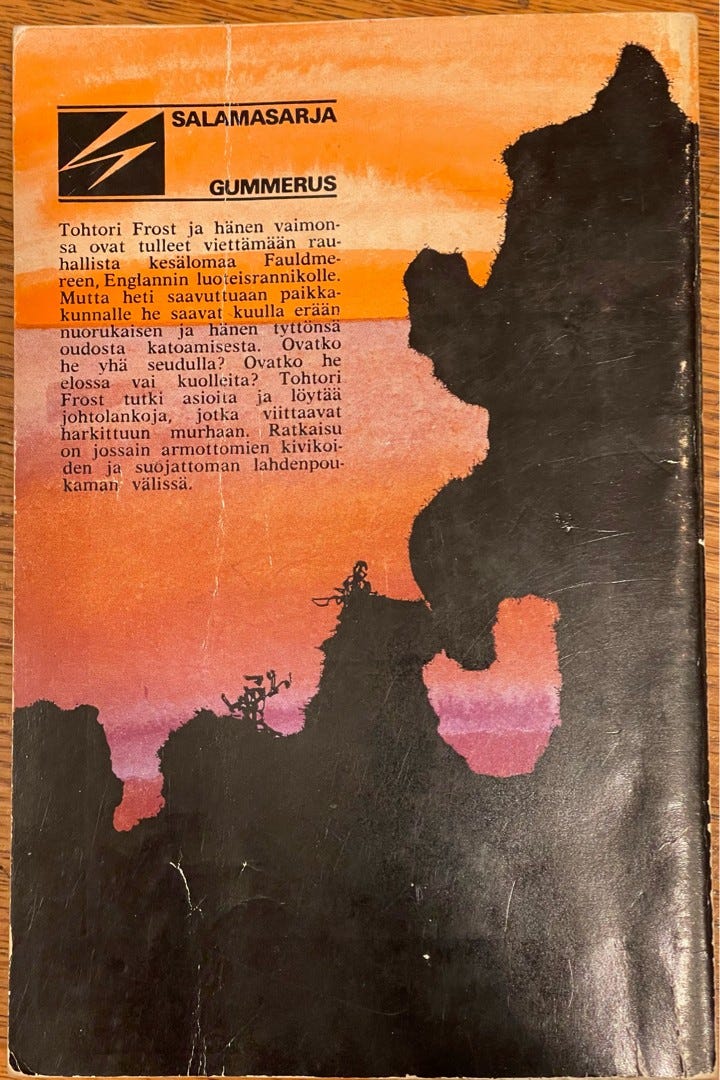 SALAMASARJA
GUMMERUS
Tohtori Frost ja hänen vaimon-
sa ovat tulleet viettämään rau-
hallista kesälomaa Fauldme-
reen, Englannin luoteisrannikolle.
Mutta heti saavuttuaan paikka-
kunnalle he saavat kuulla erään
nuorukaisen ja hänen tyttönsä
oudosta katoamisesta. Ovatko
he yhä seudulla? Ovatko he
elossa vai kuolleita? Tohtori
Frost tutki asioita ja löytää
johtolankoja, jotka viittaavat
harkittuun murhaan. Ratkaisu
on jossain armottomien kivikoi-
den ja suojattoman lahdenpou-
kaman välissä.